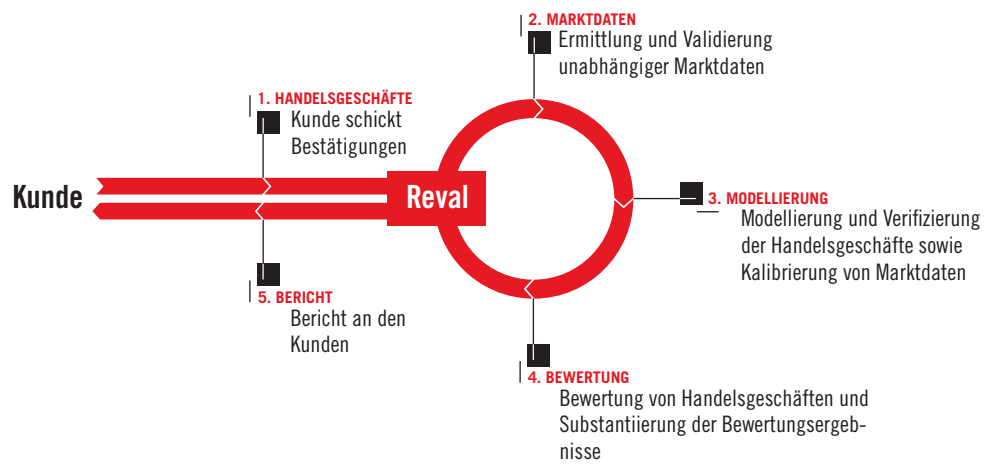 2. MARKTDATEN
Ermittlung und Validierung
unabhängiger Marktdaten
1. HANDELSGESCHÄFTE
Kunde schickt
Bestätigungen
Kunde
Reval
3. MODELLIERUNG
Modellierung und Verifizierung
der Handelsgeschäfte sowie
Kalibrierung von Marktdaten
5. BERICHT
Bericht an den
Kunden
4. BEWERTUNG
Bewertung von Handelsgeschäften und
Substantiierung der Bewertungsergeb-
nisse